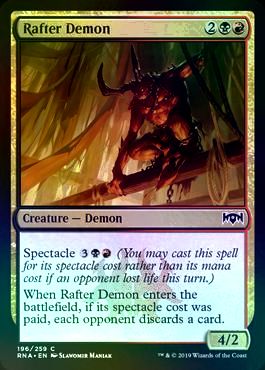 Rafter Demon 2
Creature — Demon
Spectacle 3 (You may cast this spell
for its spectacle cost rather than its mana
cost if an opponent lost life this turn.)
When Rafter Demon enters the
battlefield, if its spectacle cost was
paid, each opponent discards a card.
4/2
196/259 C
RNA • EN SLAWOMIR MANIAK ™ & © 2019 Wizards of the Coast